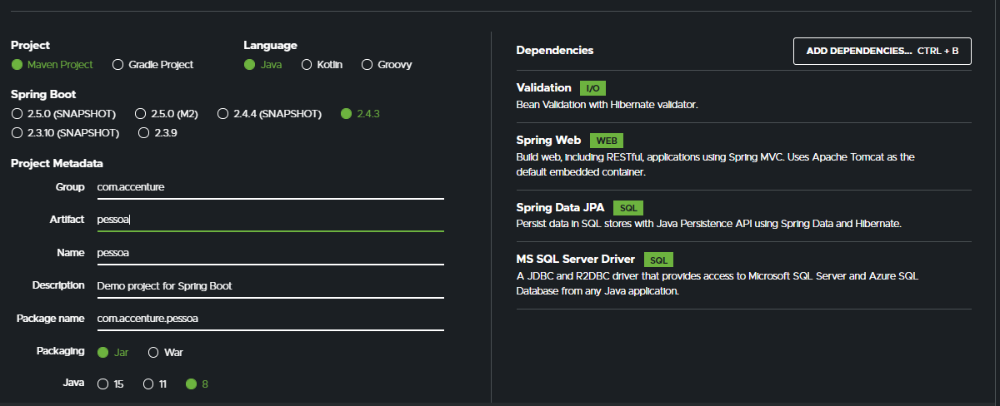 Project
Maven Project Gradle Project
Language
Java Kotlin Groovy
Spring Boot
2.5.0 (SNAPSHOT) 2.5.0 (M2) 2.4.4 (SNAPSHOT) 2.4.3
2.3.10 (SNAPSHOT) 2.3.9
Project Metadata
Group com.accenture
Artifact pessoa
Name pessoa
Description Demo project for Spring Boot
Package name com.accenture.pessoa
Packaging Jar War
Java 15 11 8
Dependencies ADD DEPENDENCIES... CTRL + B
Validation I/O
Bean Validation with Hibernate validator.
Spring Web WEB
Build web, including RESTful, applications using Spring MVC. Uses Apache Tomcat as the
default embedded container.
Spring Data JPA SQL
Persist data in SQL stores with Java Persistence API using Spring Data and Hibernate.
MS SQL Server Driver SQL
A JDBC and R2DBC driver that provides access to Microsoft SQL Server and Azure SQL
Database from any Java application.